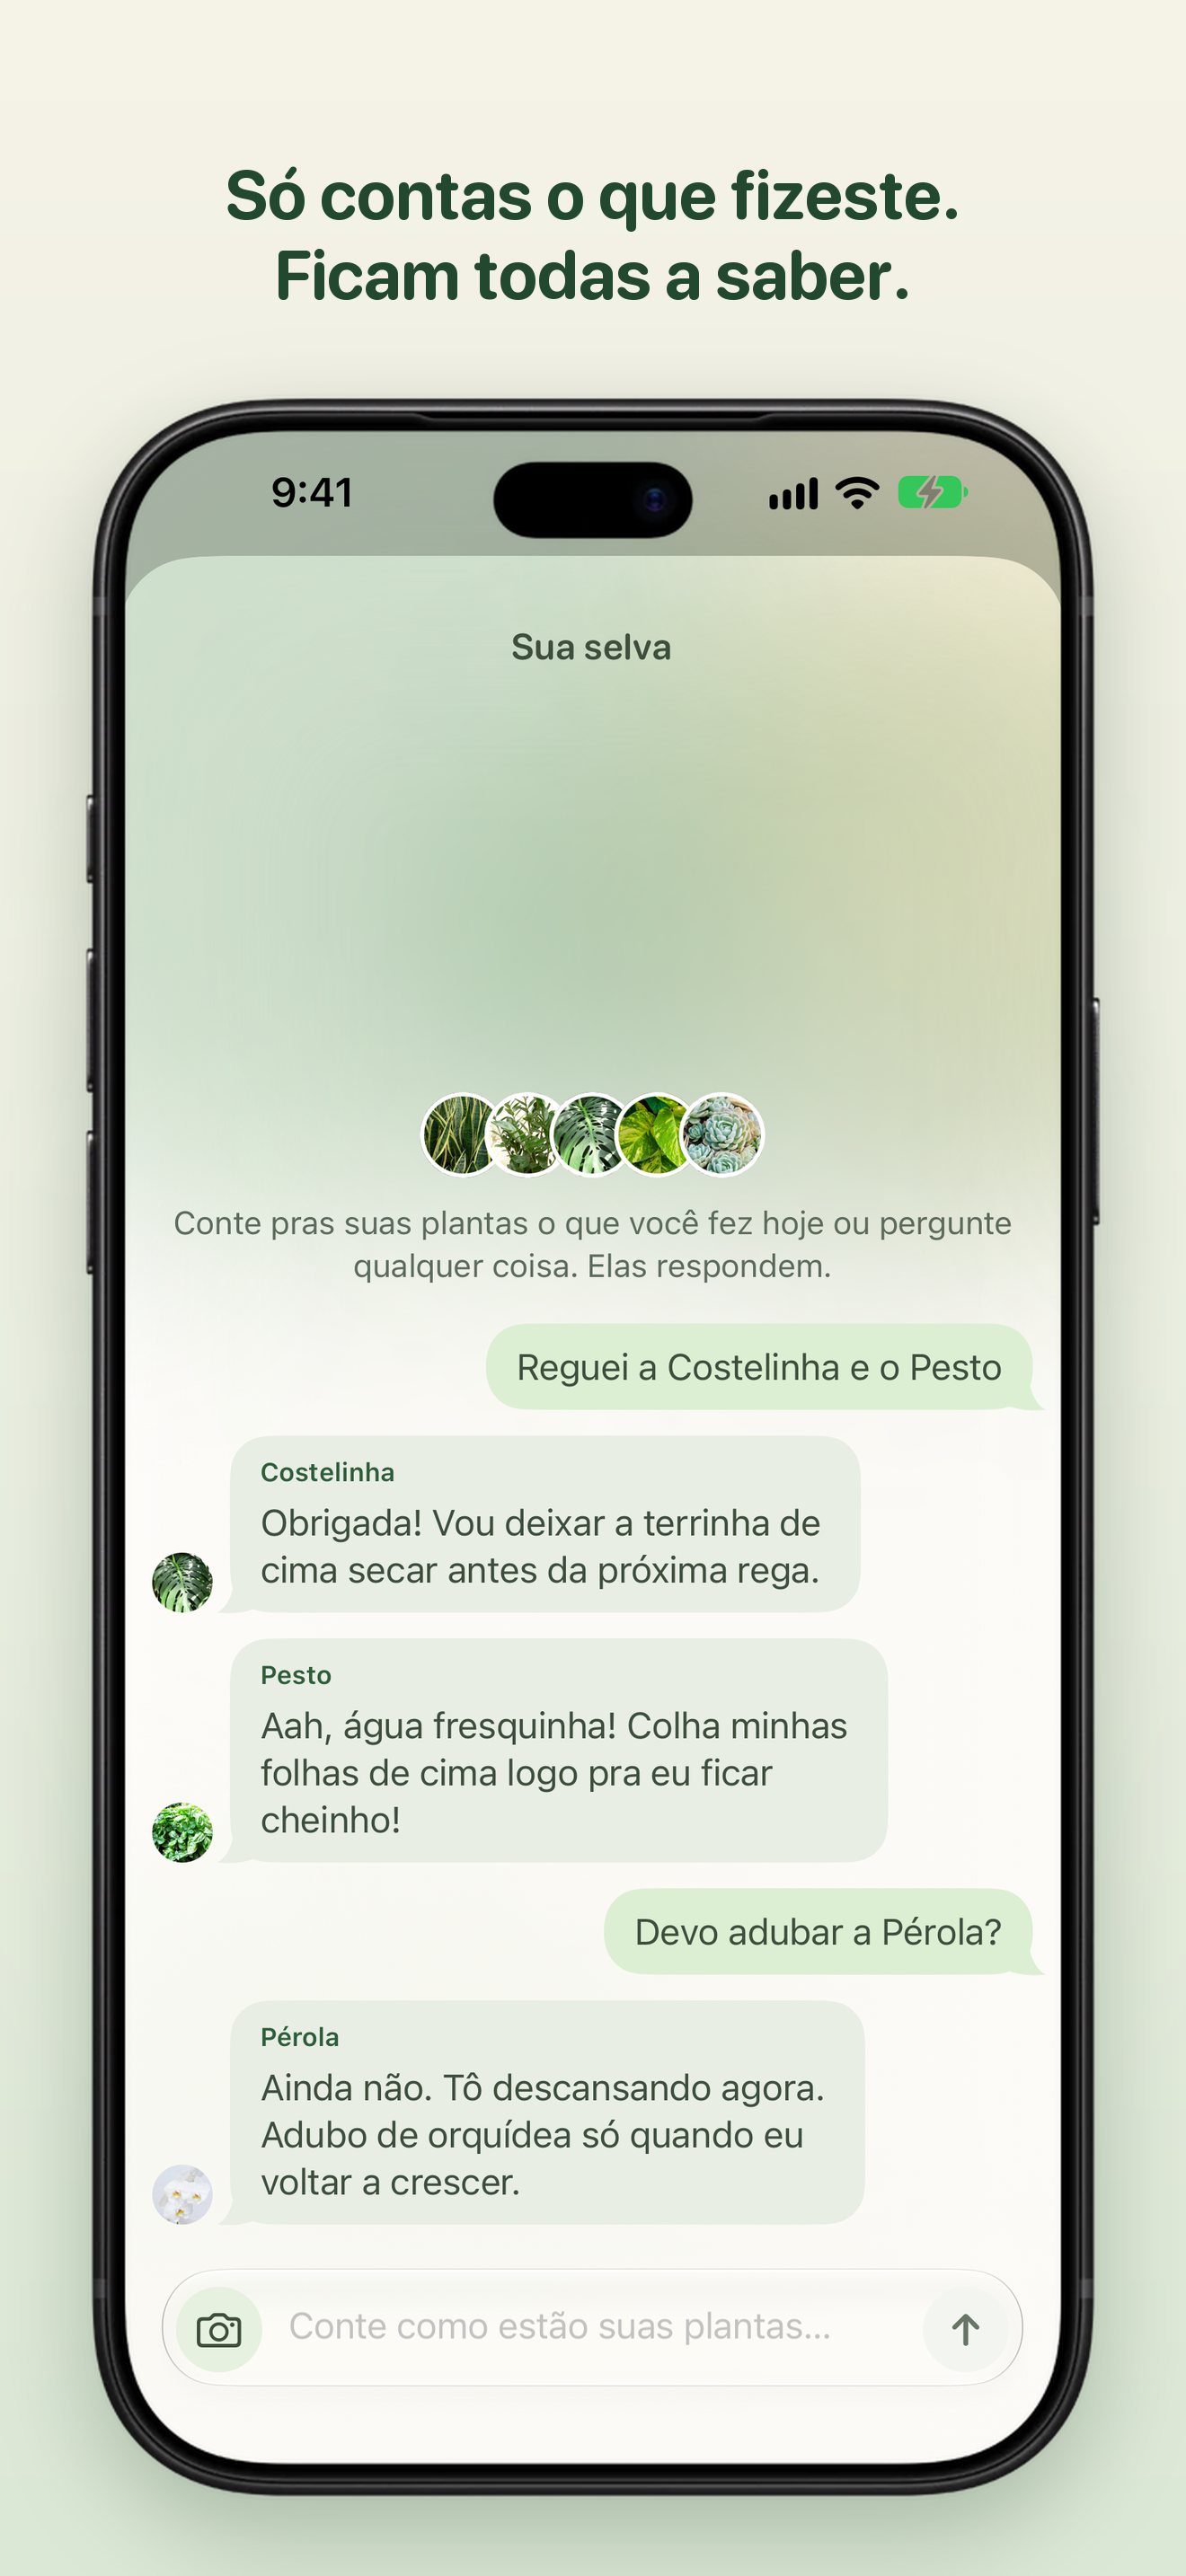 Só contas o que fizeste.
Ficam todas a saber.
9:41
Sua selva
Conte pras suas plantas o que você fez hoje ou pergunte
qualquer coisa. Elas respondem.
Reguei a Costelinha e o Pesto
Costelinha
Obrigada! Vou deixar a terrinha de
cima secar antes da próxima rega.
Pesto
Aah, água fresquinha! Colha minhas
folhas de cima logo pra eu ficar
cheinho!
Devo adubar a Pérola?
Pérola
Ainda não. Tô descansando agora.
Adubo de orquídea só quando eu
voltar a crescer.
Conte como estão suas plantas...